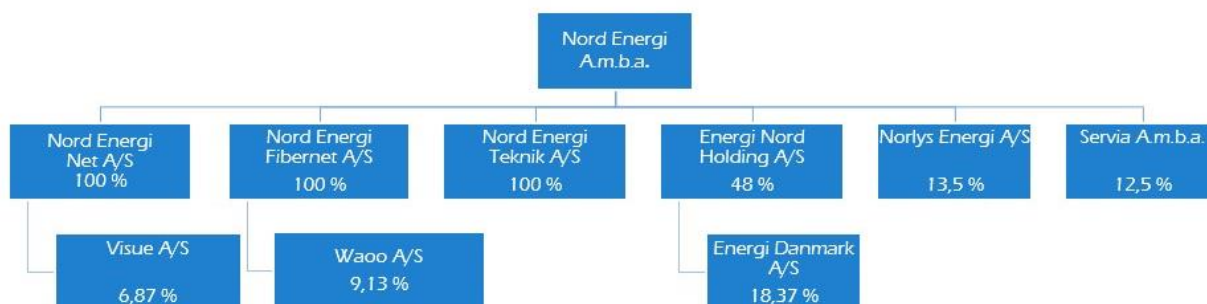 Nord Energi
A.m.b.a.
Nord Energi
Net A/S
100 %
Nord Energi
Fibernet A/S
100 %
Nord Energi
Teknik A/S
100 %
Energi Nord
Holding A/S
48 %
Norlys Energi A/S
13,5 %
Servia A.m.b.a.
12,5 %
Visue A/S
6,87 %
Waoo A/S
9,13 %
Energi Danmark
A/S
18,37 %